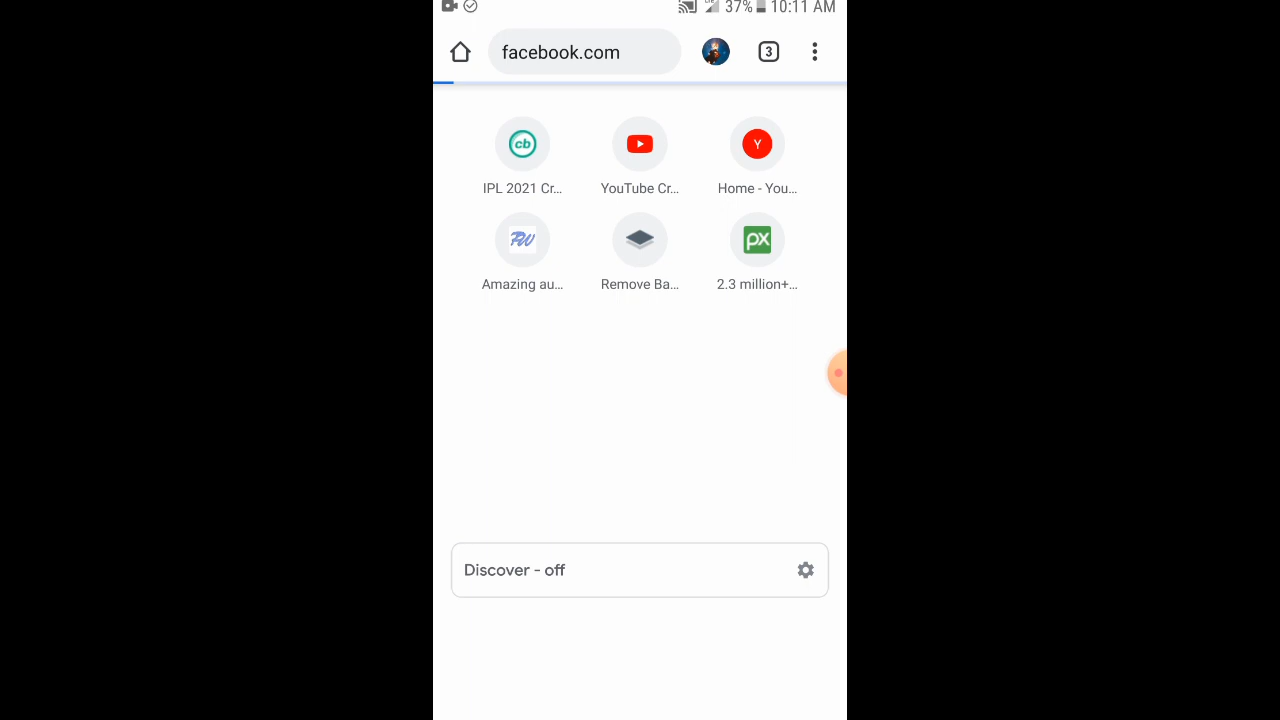 37% 10:11 AM
facebook.com
3
cb
Y
IPL 2021 Cr...
YouTube Cr...
Home - You...
PW
px
Amazing au...
Remove Ba...
2.3 million+...
Discover - off